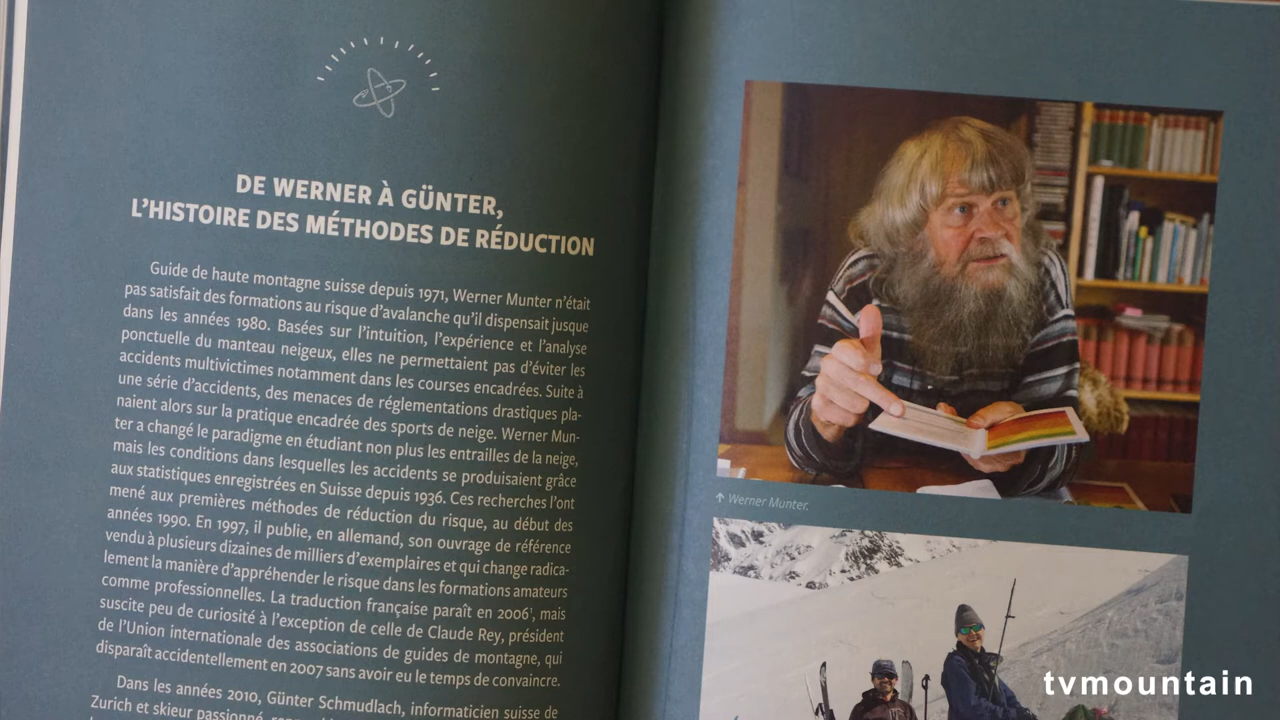 DE WERNER À GÜNTER,
L'HISTOIRE DES MÉTHODES DE RÉDUCTION
Guide de haute montagne suisse depuis 1971, Werner Munter n'était
pas satisfait des formations au risque d'avalanche qu'il dispensait jusque
dans les années 1980. Basées sur l'intuition, l'expérience et l'analyse
ponctuelle du manteau neigeux, elles ne permettaient pas d'éviter les
accidents multivictimes notamment dans les courses encadrées. Suite à
une série d'accidents, des menaces de réglementations drastiques pla-
naient alors sur la pratique encadrée des sports de neige. Werner Mun-
ter a changé le paradigme en étudiant non plus les entrailles de la neige,
mais les conditions dans lesquelles les accidents se produisaient grâce
aux statistiques enregistrées en Suisse depuis 1936. Ces recherches l'ont
mené aux premières méthodes de réduction du risque, au début des
années 1990. En 1997, il publie, en allemand, son ouvrage de référence
vendu à plusieurs dizaines de milliers d'exemplaires et qui change radica-
lement la manière d'appréhender le risque dans les formations amateurs
comme professionnelles. La traduction française paraît en 2006¹, mais
suscite peu de curiosité à l'exception de celle de Claude Rey, président
de l'Union internationale des associations de guides de montagne, qui
disparaît accidentellement en 2007 sans avoir eu le temps de convaincre.
Dans les années 2010, Günter Schmudlach, informaticien suisse de
Zurich et skieur passionné,
↑ Werner Munter.
tvmountain